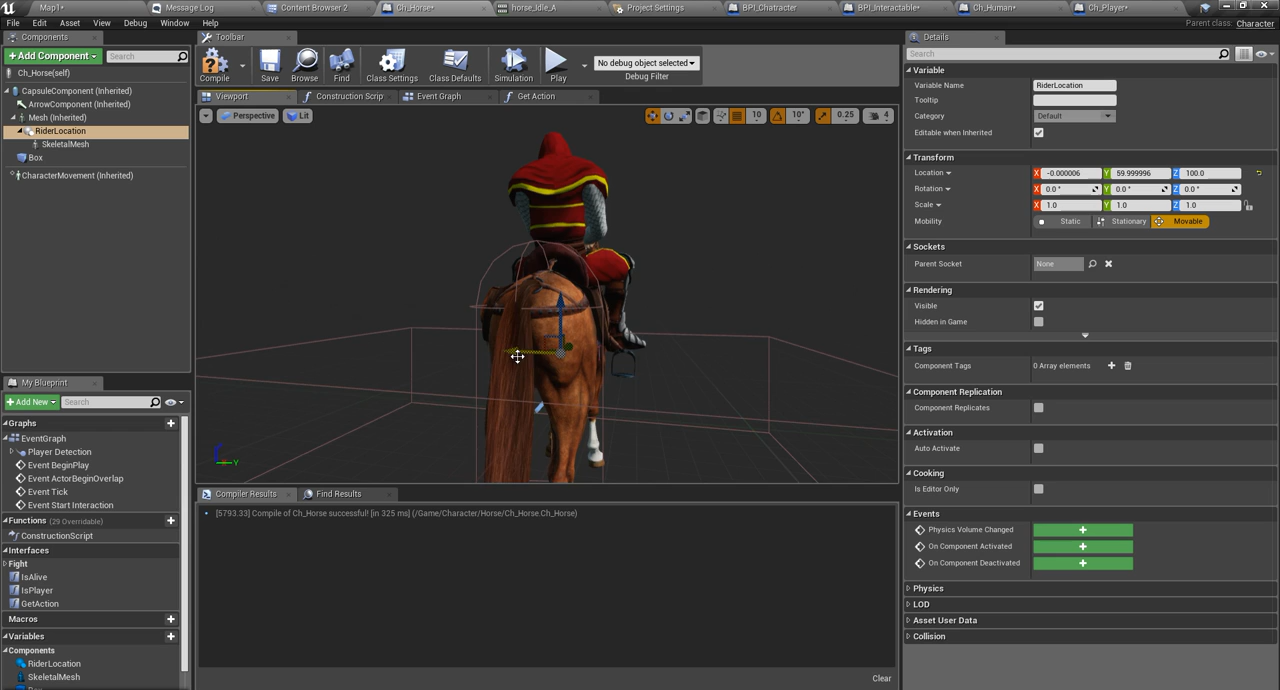 Map1*
Message Log
Content Browser 2
Ch_Horse*
horse_Idle_A
Project Settings
BPI_Chatracter
BPI_Interactable*
Ch_Human*
Ch_Player*
File Edit Asset View Debug Window Help
Parent class: Character
Components
+Add Component
Search
Ch_Horse(self)
CapsuleComponent (Inherited)
ArrowComponent (Inherited)
Mesh (Inherited)
RiderLocation
SkeletalMesh
Box
CharacterMovement (Inherited)
My Blueprint
+Add New
Search
Graphs
EventGraph
Player Detection
Event BeginPlay
Event ActorBeginOverlap
Event Tick
Event Start Interaction
Functions (29 Overridable)
ConstructionScript
Interfaces
Fight
IsAlive
IsPlayer
GetAction
Macros
Variables
Components
RiderLocation
SkeletalMesh
Toolbar
Compile
Save
Browse
Find
Class Settings
Class Defaults
Simulation
Play
No debug object selected
Debug Filter
Viewport
Construction Scrip
Event Graph
Get Action
Perspective
Lit
10
10°
0.25
4
Y
Compiler Results
Find Results
[5793.33] Compile of Ch_Horse successful! [in 325 ms] (/Game/Character/Horse/Ch_Horse.Ch_Horse)
Clear
Details
Search
Variable
Variable Name RiderLocation
Tooltip
Category Default
Editable when Inherited
Transform
Location X -0.000006 Y 59.999996 Z 100.0
Rotation X 0.0° Y 0.0° Z 0.0°
Scale X 1.0 Y 1.0 Z 1.0
Mobility Static Stationary Movable
Sockets
Parent Socket None
Rendering
Visible
Hidden in Game
Tags
Component Tags 0 Array elements
Component Replication
Component Replicates
Activation
Auto Activate
Cooking
Is Editor Only
Events
Physics Volume Changed
On Component Activated
On Component Deactivated
Physics
LOD
Asset User Data
Collision